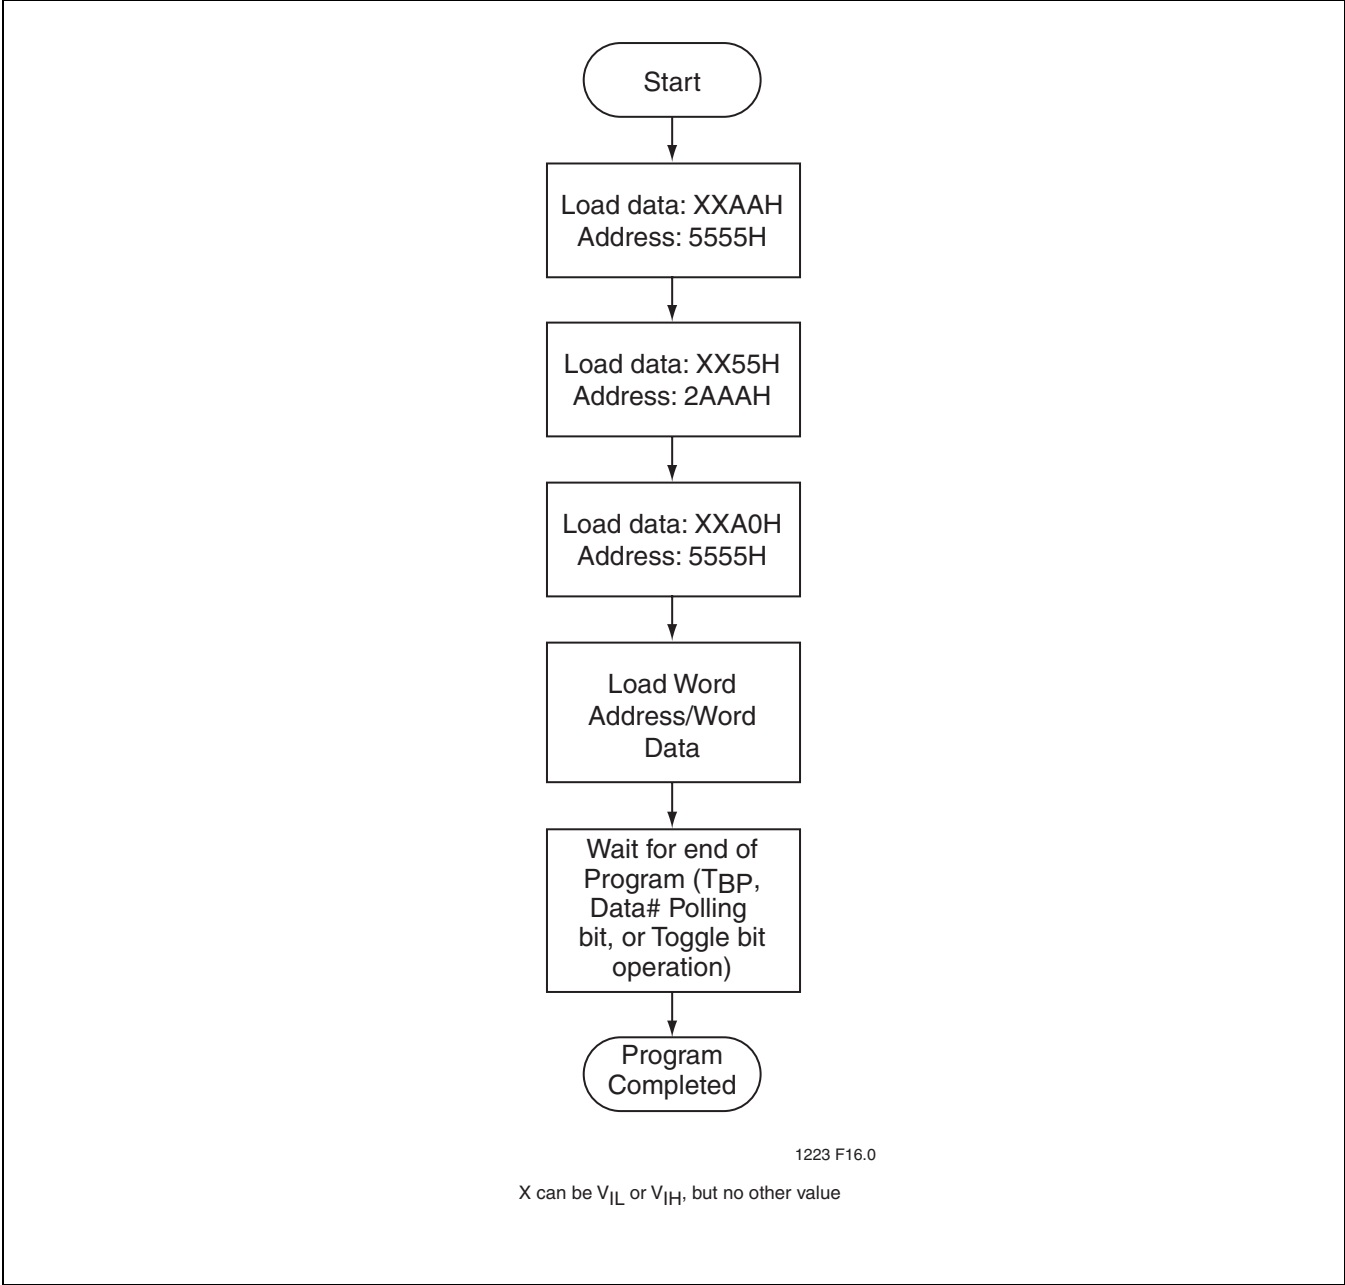 Start
Load data: XXAAH
Address: 5555H
Load data: XX55H
Address: 2AAAH
Load data: XXA0H
Address: 5555H
Load Word
Address/Word
Data
Wait for end of
Program (TBP,
Data# Polling
bit, or Toggle bit
operation)
Program
Completed
1223 F16.0
X can be VIL or VIH, but no other value